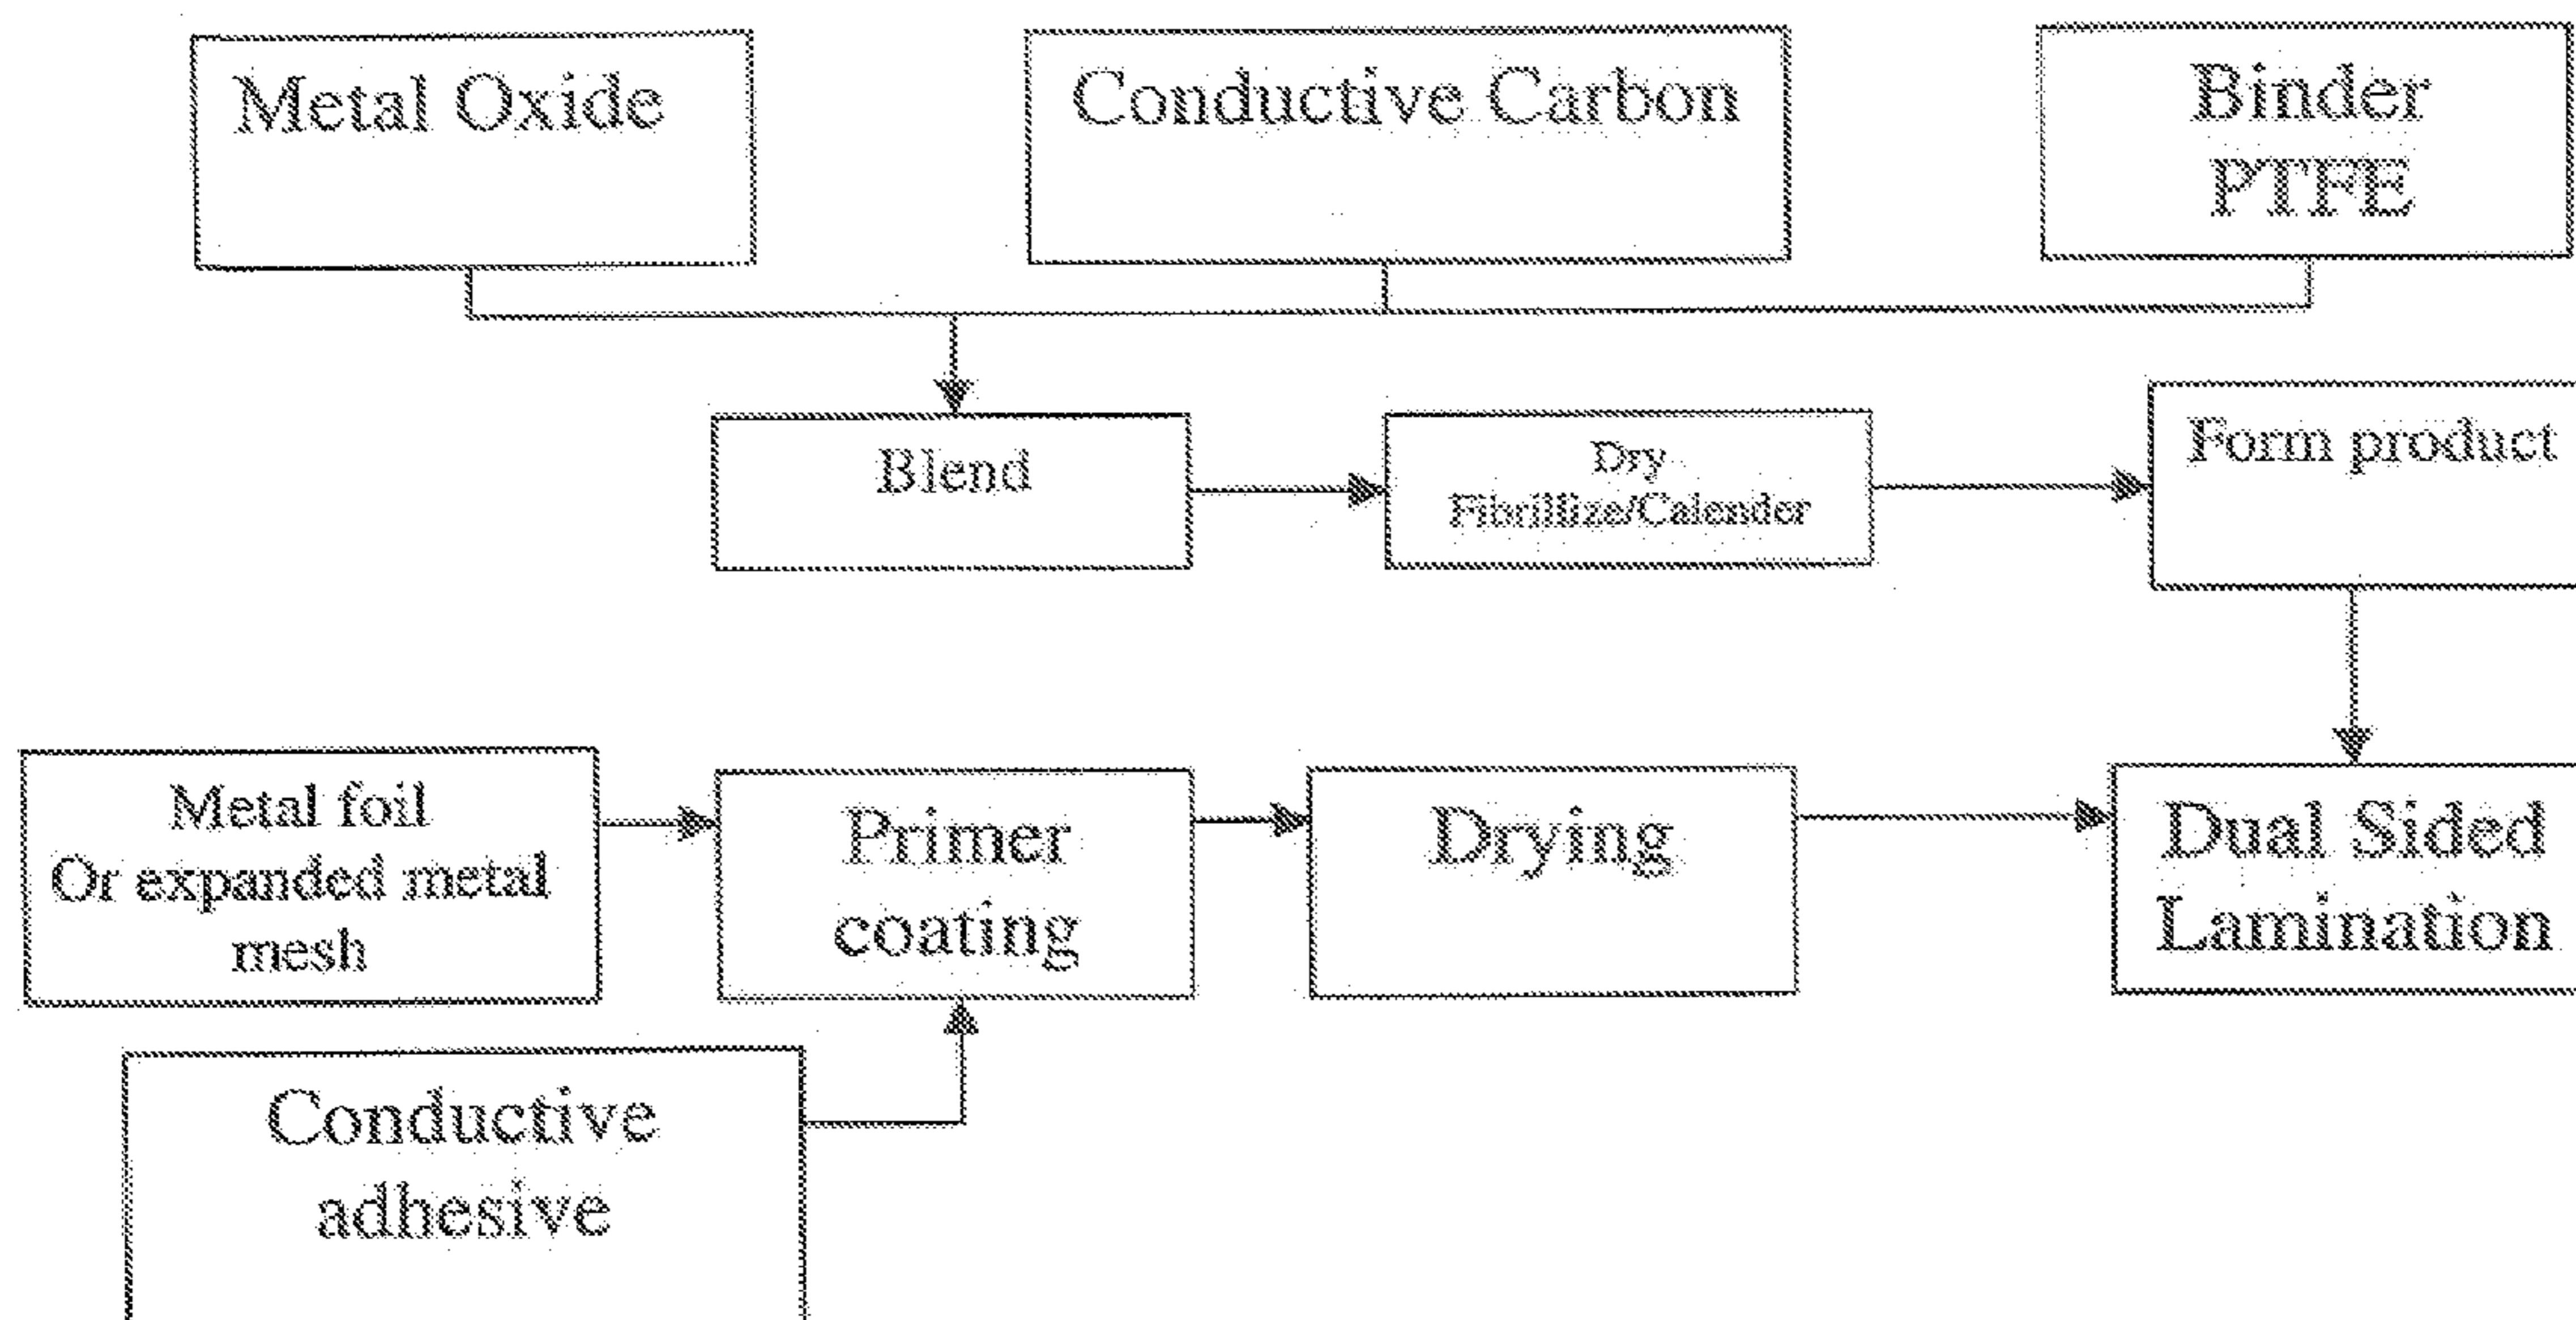 Metal Oxide
Conductive Carbon
Binder
PTFE
Blend
Dry
Fibrillize/Calender
Form product
Metal foil
Or expanded metal
mesh
Primer
coating
Drying
Dual Sided
Lamination
Conductive
adhesive